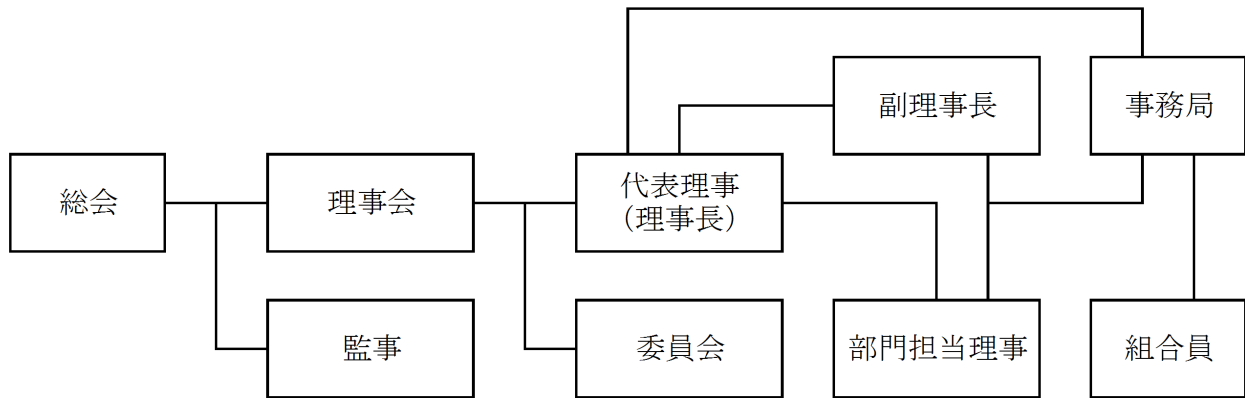 副理事長
事務局
総会
理事会
代表理事
（理事長）
監事
委員会
部門担当理事
組合員